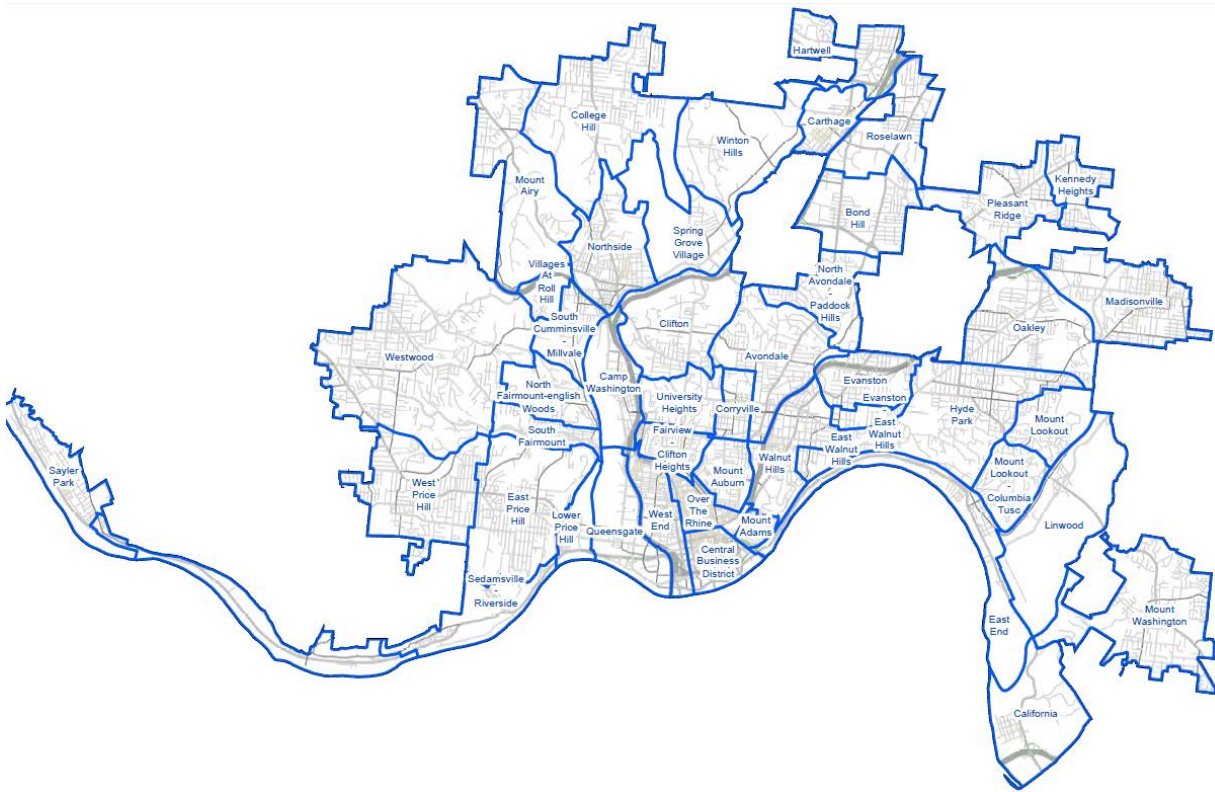 Hartwell
College
Hill
Carthage
Roselawn
Winton
Hills
Mount
Airy
Kennedy
Heights
Pleasant
Ridge
Bond
Hill
Spring
Grove
Village
Northside
Villages
At
Roll
Hill
North
Avondale
-
Paddock
Hills
Madisonville
South
Cumminsville
-
Millvale
Clifton
Oakley
Westwood
Avondale
Camp
Washington
Evanston
North
Fairmount-english
Woods
University
Heights
Corryville
Evanston
Hyde
Park
East
Walnut
Hills
Mount
Lookout
South
Fairmount
Fairview
-
Clifton
Heights
East
Walnut
Hills
Walnut
Hills
Mount
Auburn
Mount
Lookout
-
Columbia
Tusc
Sayler
Park
West
Price
Hill
East
Price
Hill
Over
The
Rhine
Lower
Price
Hill
Queensgate
West
End
Mount
Adams
Linwood
Central
Business
District
Sedamsville
-
Riverside
Mount
Washington
East
End
California